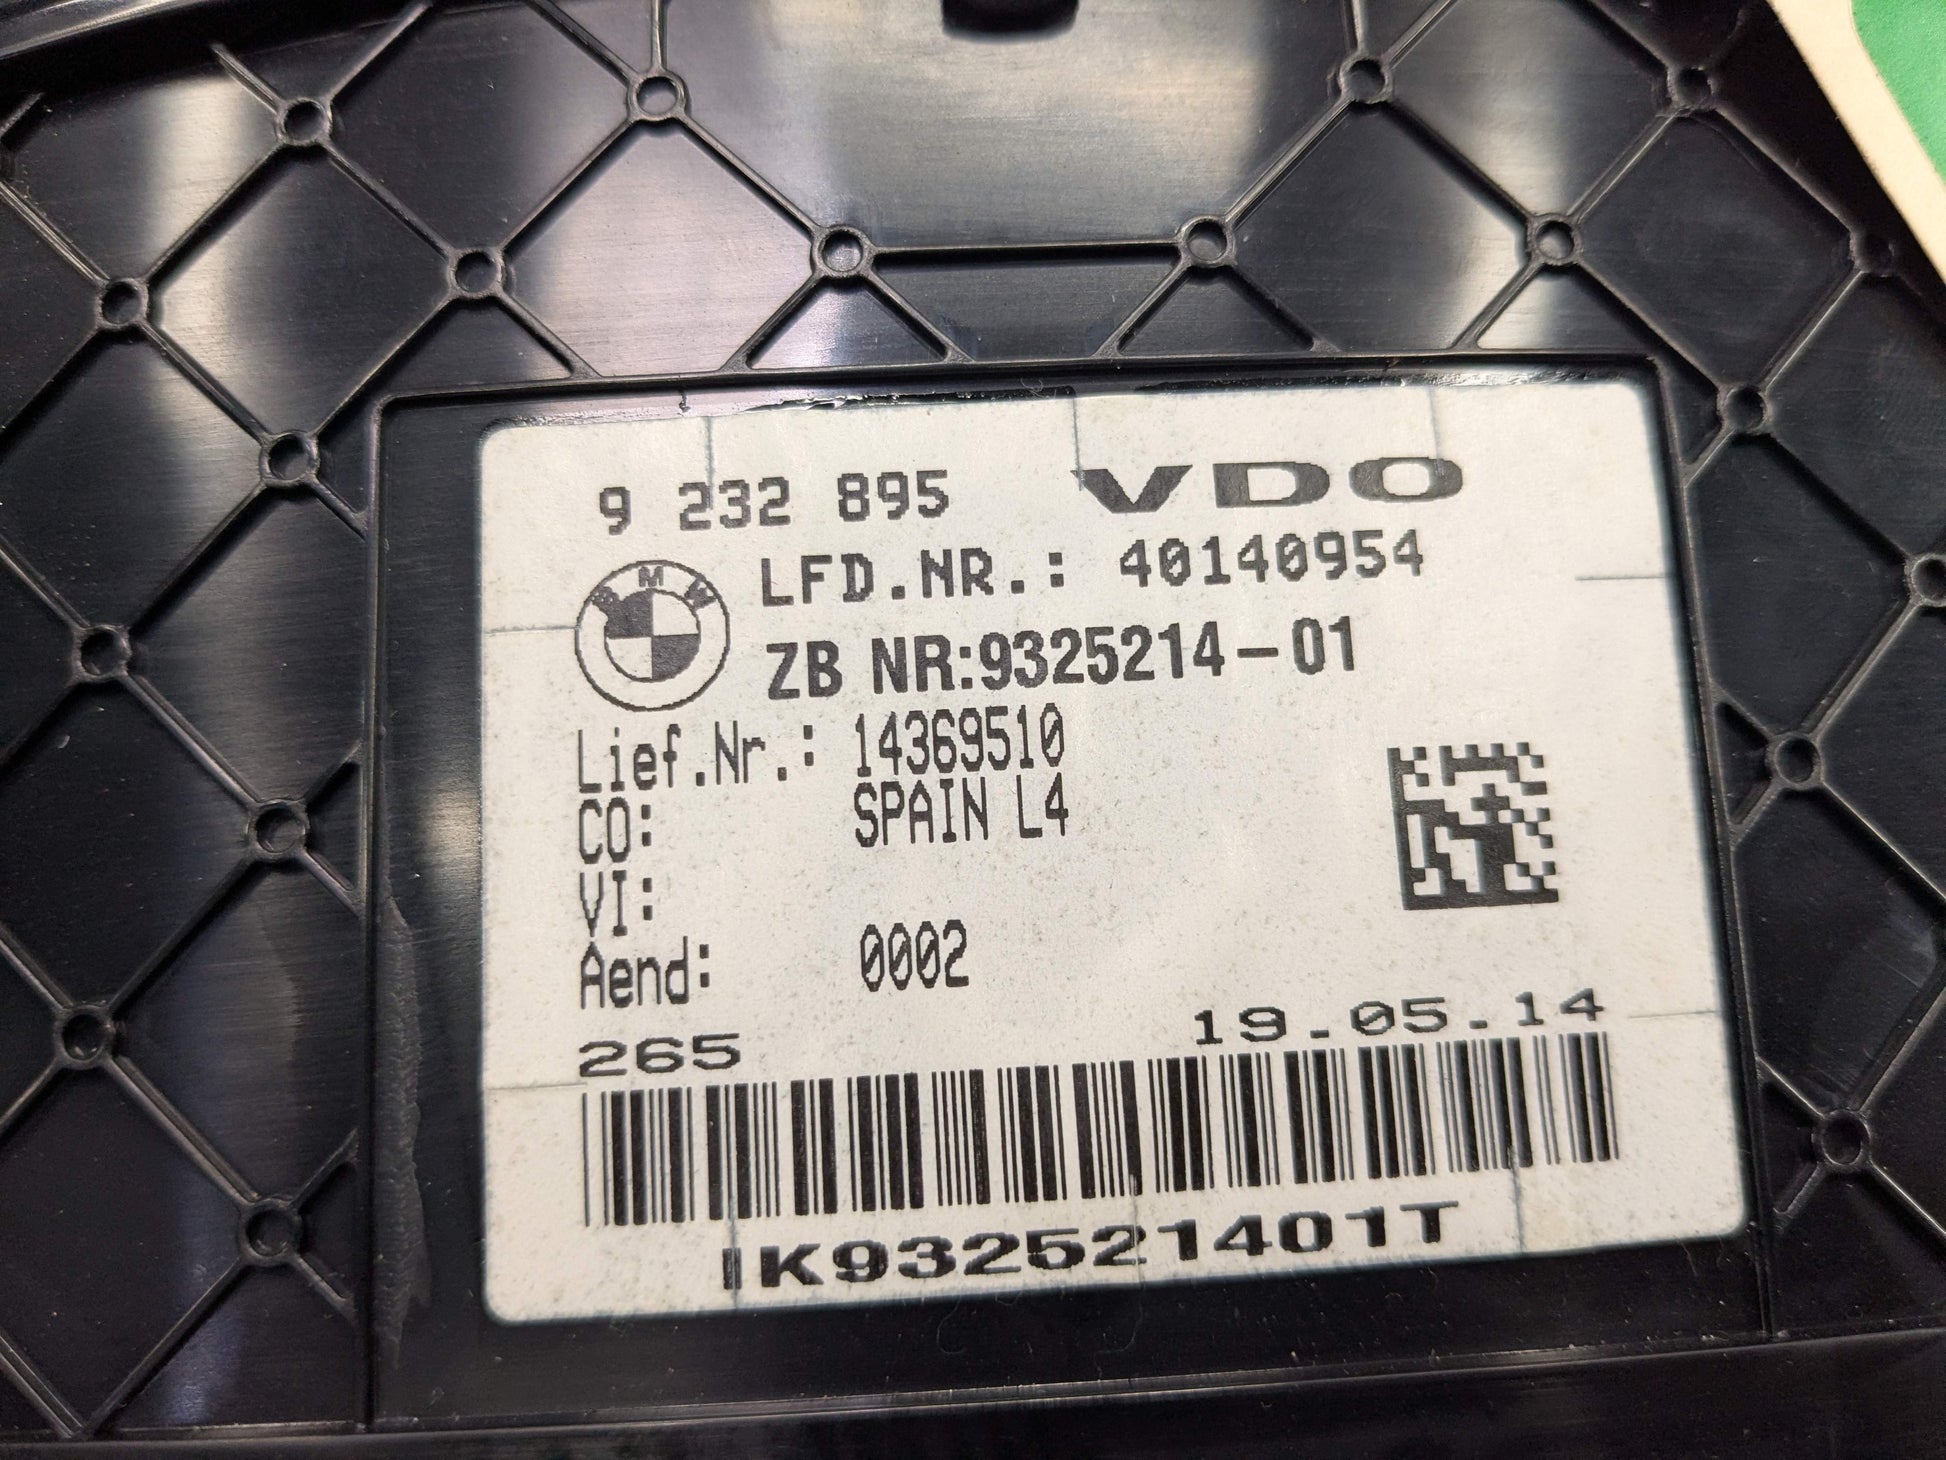 9 232 895 VDO
BMW
LFD.NR.: 40140954
ZB NR:9325214-01
Lief.Nr.: 14369510
CO: SPAIN L4
VI:
Aend: 0002
265 19.05.14
IK932521401T